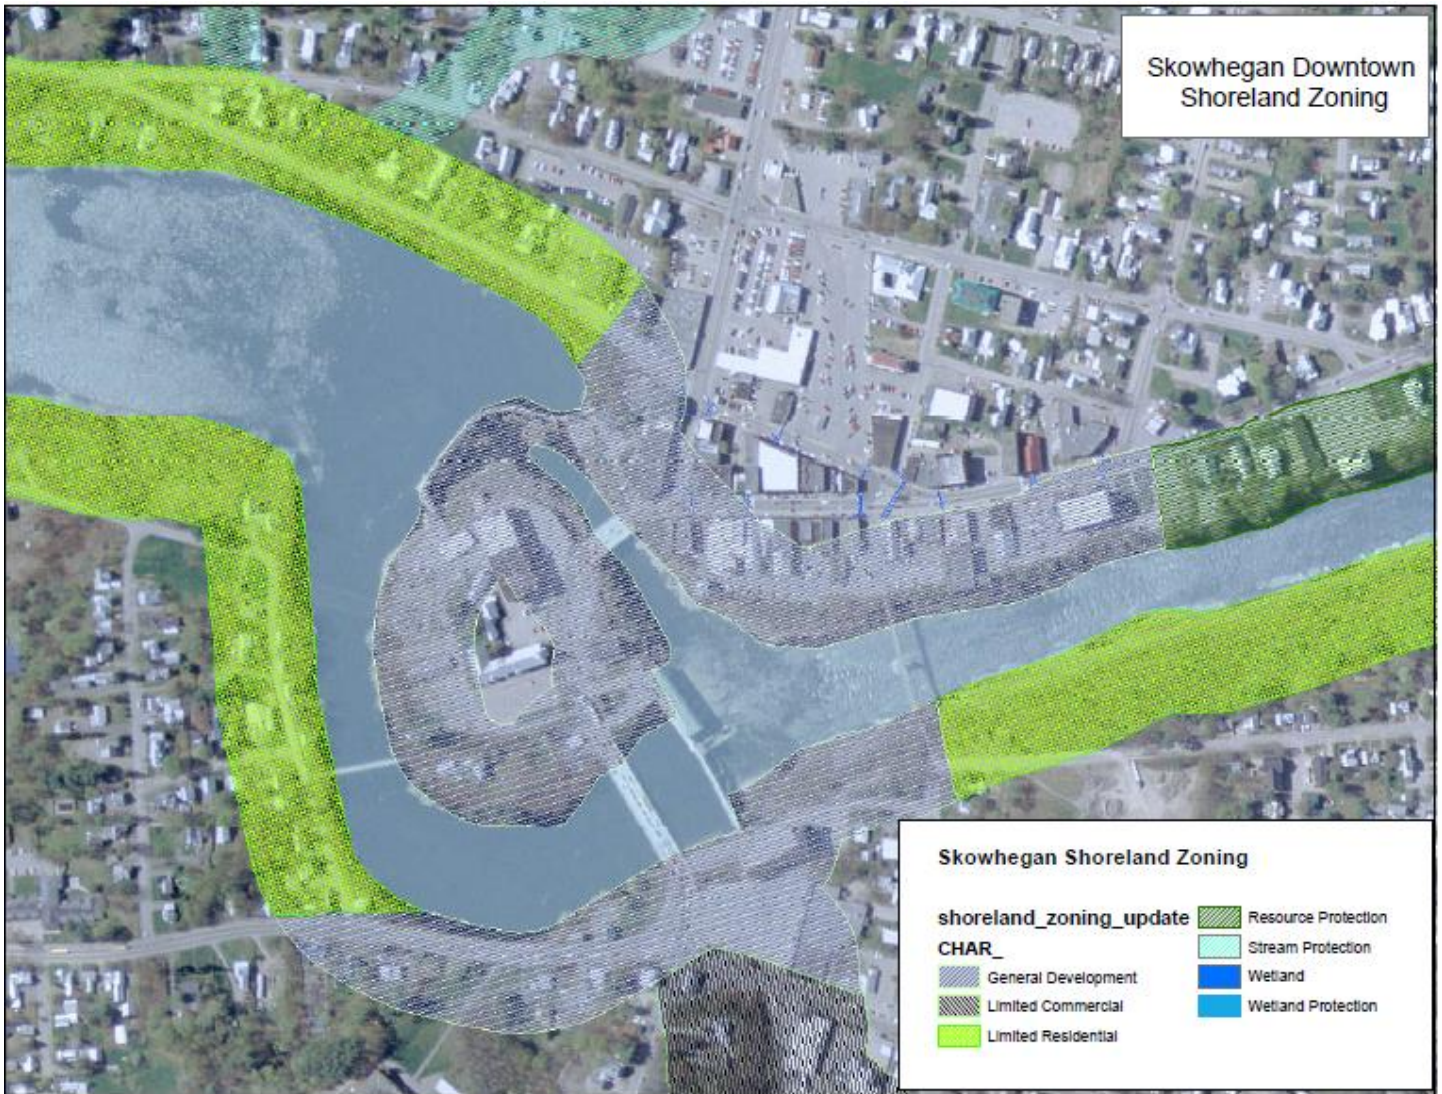 Skowhegan Downtown
Shoreland Zoning
Skowhegan Shoreland Zoning
shoreland_zoning_update
CHAR_
General Development
Limited Commercial
Limited Residential
Resource Protection
Stream Protection
Wetland
Wetland Protection